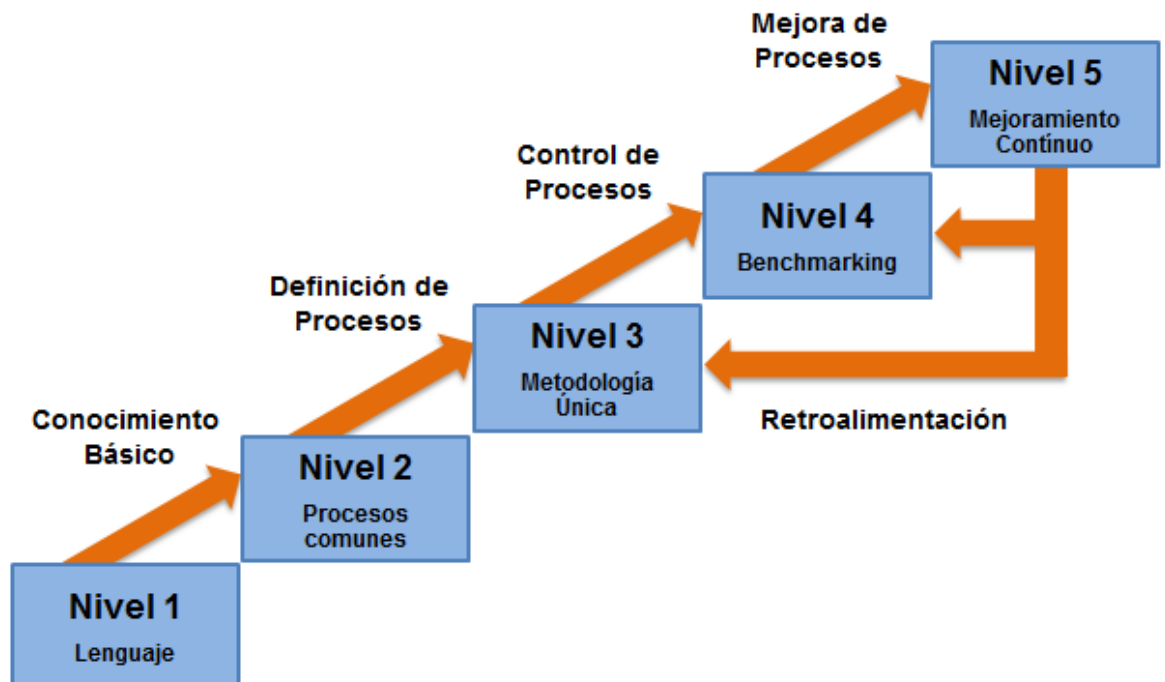 Mejora de
Procesos
Nivel 5
Mejoramiento
Contínuo
Control de
Procesos
Nivel 4
Benchmarking
Definición de
Procesos
Nivel 3
Metodología
Única
Retroalimentación
Conocimiento
Básico
Nivel 2
Procesos
comunes
Nivel 1
Lenguaje